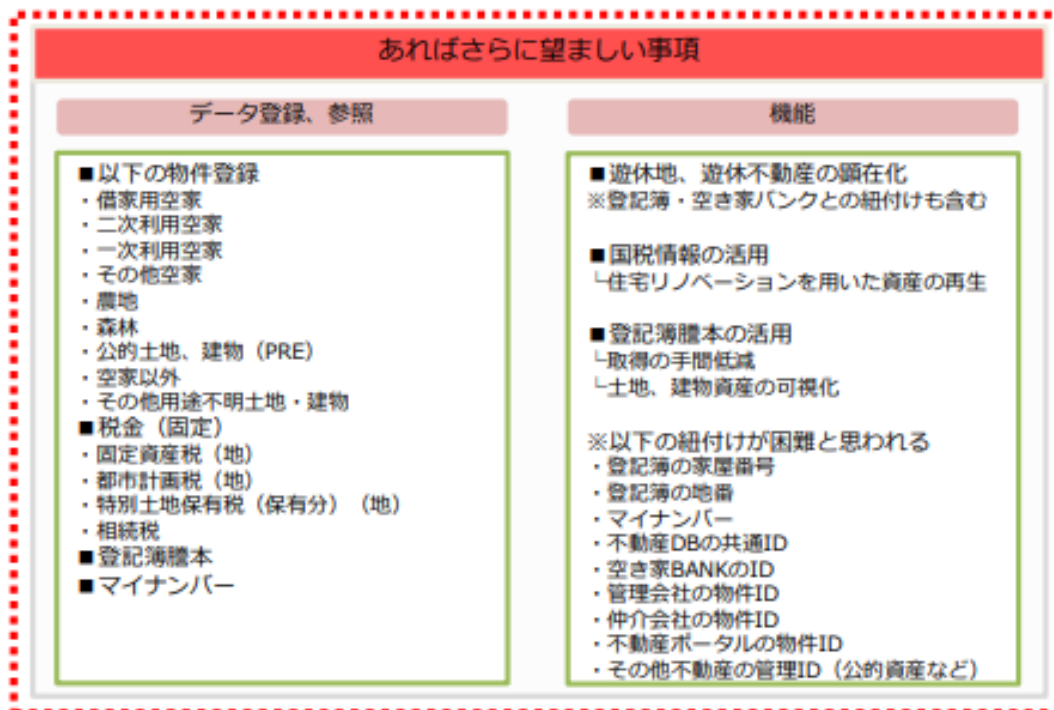 あればさらに望ましい事項
データ登録、参照
■以下の物件登録
・借家用空家
・二次利用空家
・一次利用空家
・その他空家
・農地
・森林
・公的土地、建物（PRE）
・空家以外
・その他用途不明土地・建物
■税金（固定）
・固定資産税（地）
・都市計画税（地）
・特別土地保有税（保有分）（地）
・相続税
■登記簿謄本
■マイナンバー
機能
■遊休地、遊休不動産の顕在化
※登記簿・空き家バンクとの紐付けも含む
■国税情報の活用
└住宅リノベーションを用いた資産の再生
■登記簿謄本の活用
└取得の手間低減
└土地、建物資産の可視化
※以下の紐付けが困難と思われる
・登記簿の家屋番号
・登記簿の地番
・マイナンバー
・不動産DBの共通ID
・空き家BANKのID
・管理会社の物件ID
・仲介会社の物件ID
・不動産ポータルの物件ID
・その他不動産の管理ID（公的資産など）